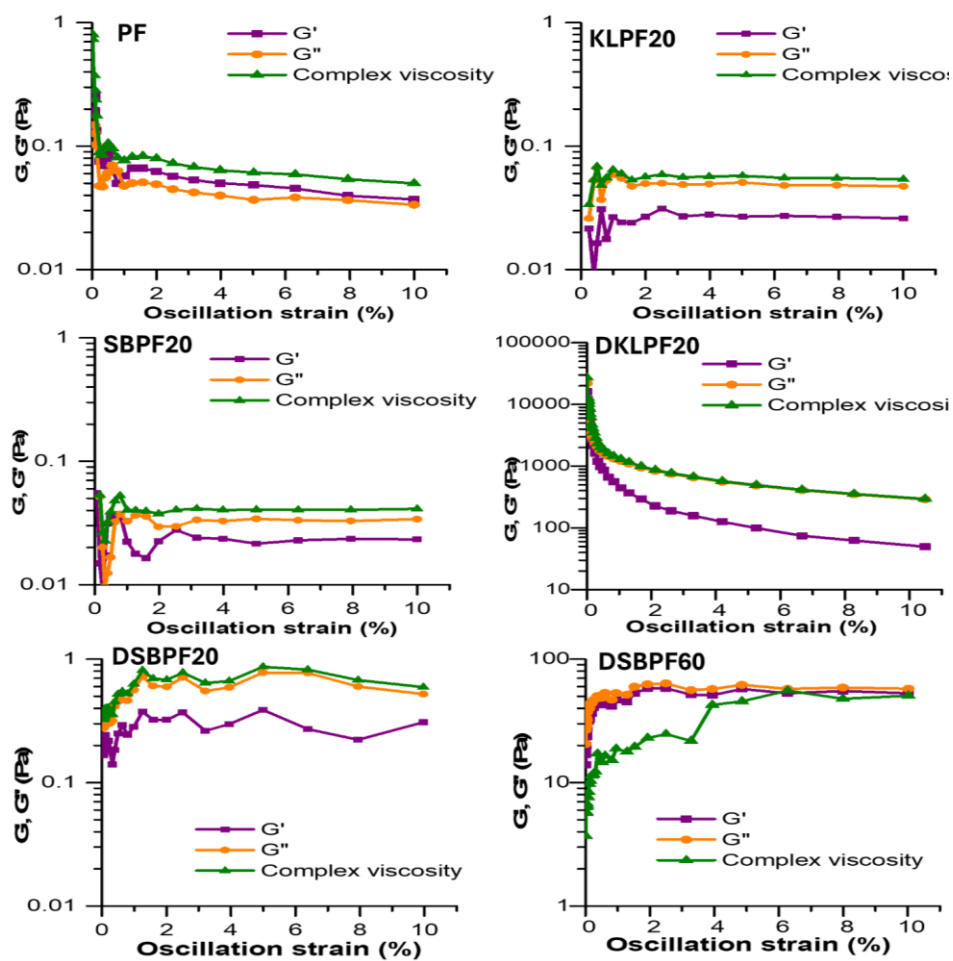 PF
G'
G"
Complex viscosity
G, G" (Pa)
1
0.1
0.01
0 2 4 6 8 10
Oscillation strain (%)
KLPF20
G'
G"
Complex viscos
G, G" (Pa)
1
0.1
0.01
0 2 4 6 8 10
Oscillation strain (%)
SBPF20
G'
G"
Complex viscosity
G, G" (Pa)
1
0.1
0.01
0 2 4 6 8 10
Oscillation strain (%)
DKLPF20
G'
G"
Complex viscosi
G, G" (Pa)
100000
10000
1000
100
10
0 2 4 6 8 10
Oscillation strain (%)
DSBPF20
G'
G"
Complex viscosity
G, G" (Pa)
1
0.1
0.01
0 2 4 6 8 10
Oscillation strain (%)
DSBPF60
G'
G"
Complex viscosity
G, G" (Pa)
100
10
1
0 2 4 6 8 10
Oscillation strain (%)